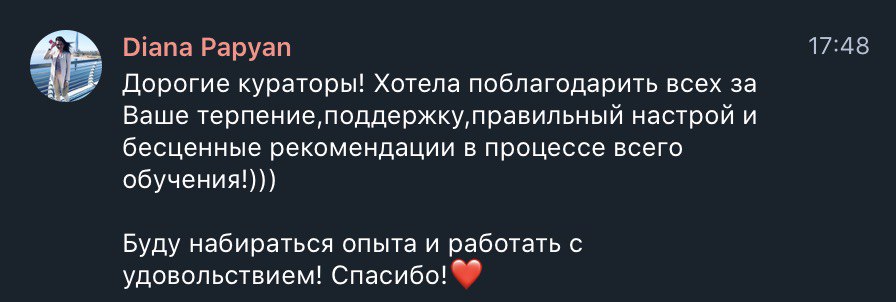 Diana Papyan 17:48
Дорогие кураторы! Хотела поблагодарить всех за
Ваше терпение,поддержку,правильный настрой и
бесценные рекомендации в процессе всего
обучения!)))
Буду набираться опыта и работать с
удовольствием! Спасибо!❤️